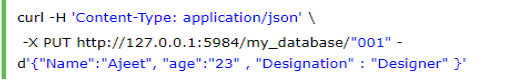 curl -H 'Content-Type: application/json' \
-X PUT http://127.0.0.1:5984/my_database/"001" -
d'{"Name":"Ajeet", "age":"23" , "Designation" : "Designer" }'